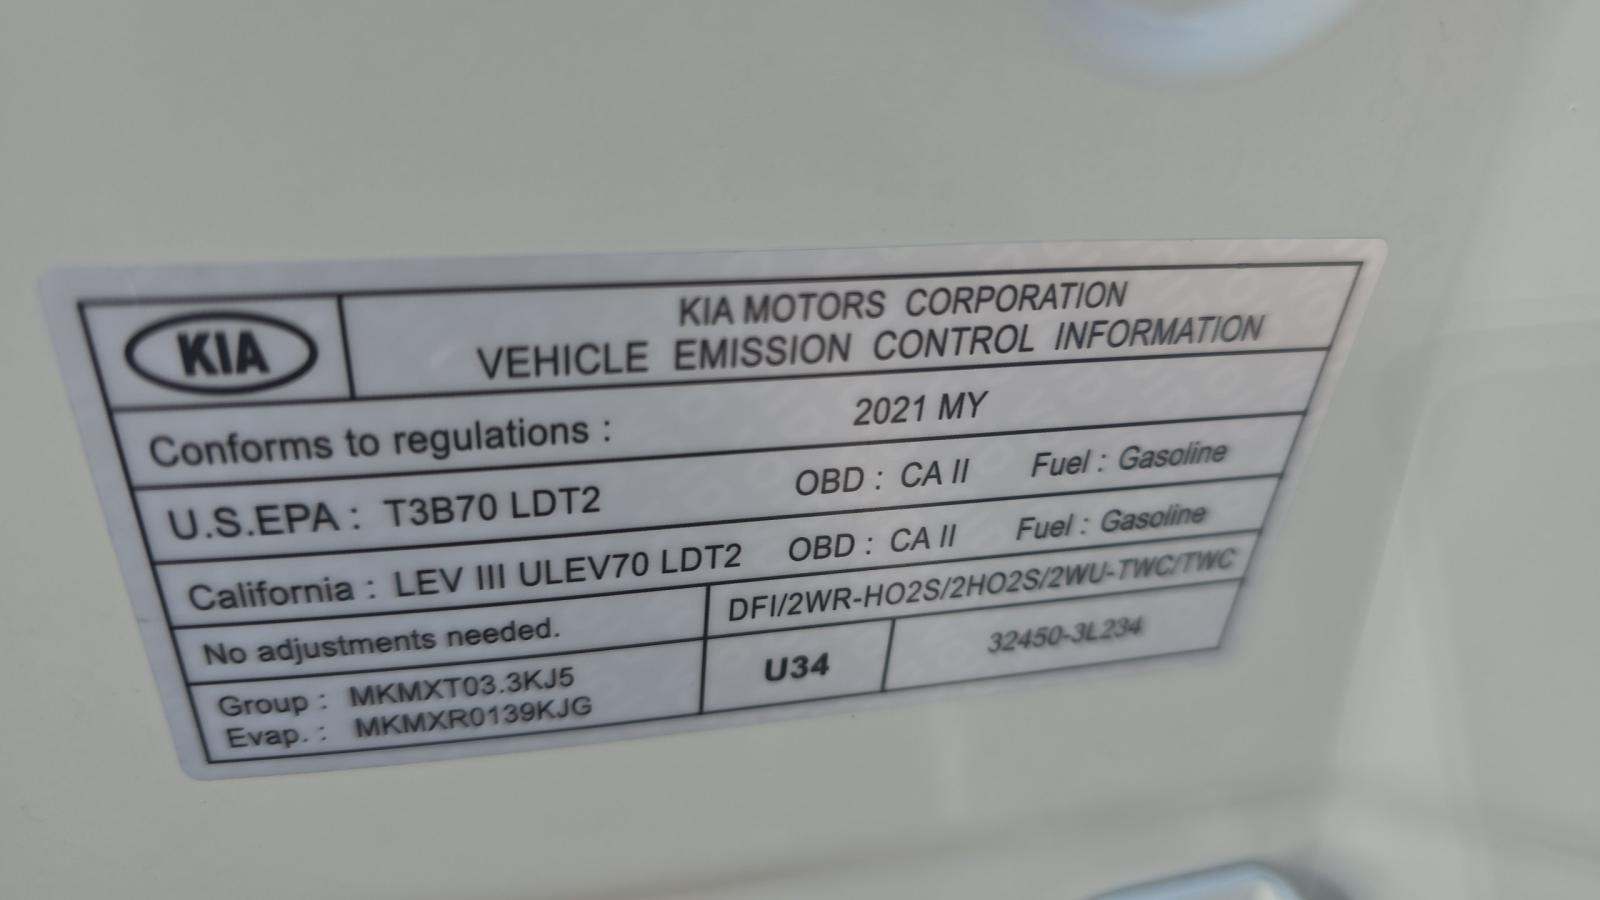 KIA
KIA MOTORS CORPORATION
VEHICLE EMISSION CONTROL INFORMATION
Conforms to regulations : 2021 MY
U.S.EPA : T3B70 LDT2 OBD : CA II Fuel : Gasoline
California : LEV III ULEV70 LDT2 OBD : CA II Fuel : Gasoline
No adjustments needed. DFI/2WR-HO2S/2HO2S/2WU-TWC/TWC
Group : MKMXT03.3KJ5
Evap. : MKMXR0139KJG
U34
32450-3L234